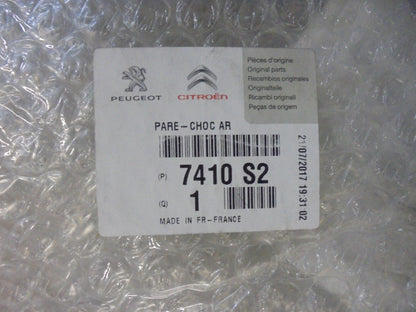 PEUGEOT
CITROËN
Pièces d'origine
Original parts
Recambios originales
Originalteile
Ricambi originali
Peças de origem
PARE-CHOC AR
(P) 7410 S2
(Q) 1
MADE IN FR-FRANCE
21/07/2017 19:31 02